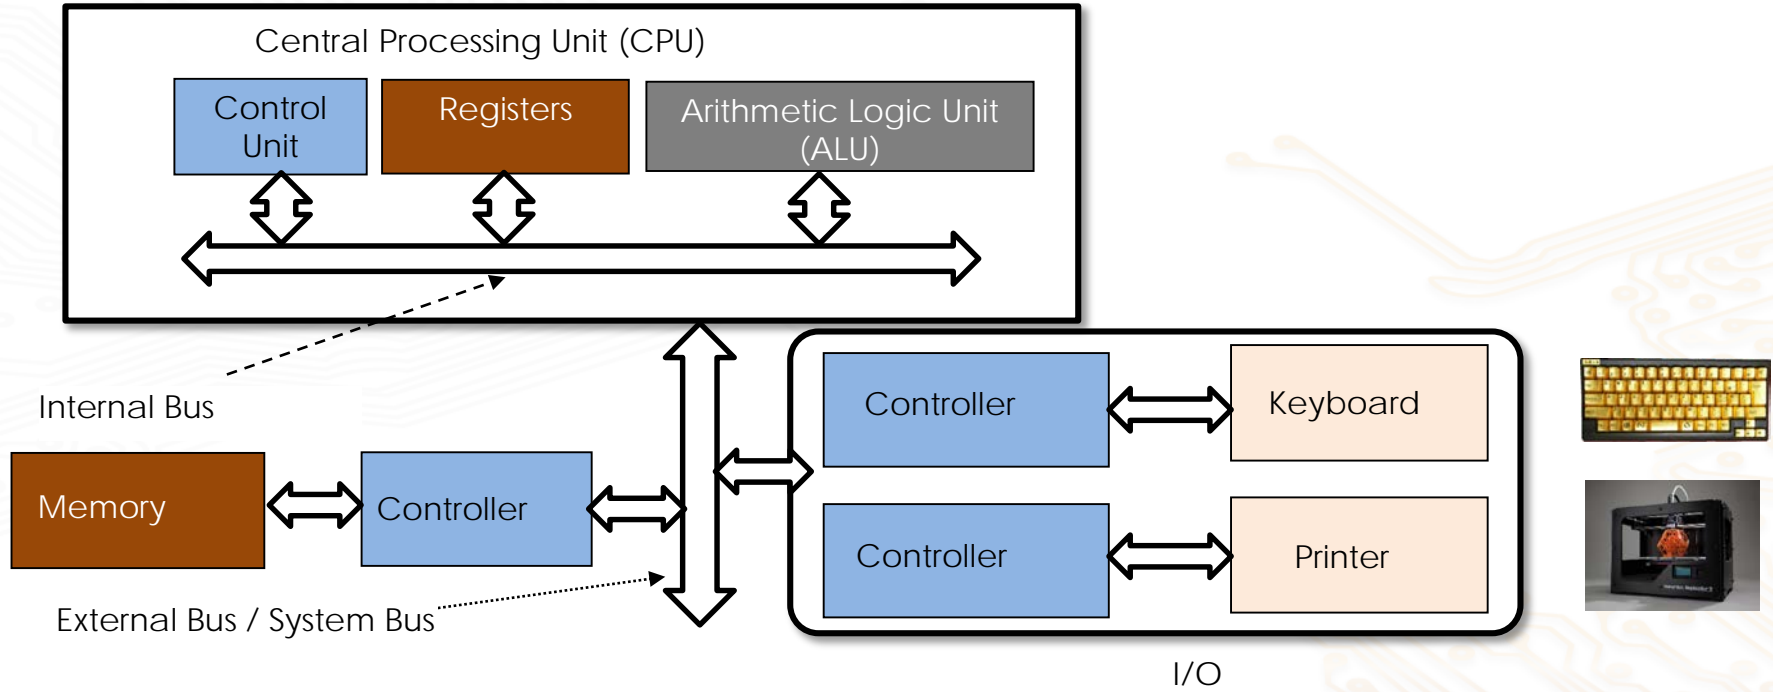 Central Processing Unit (CPU)
Control
Unit
Registers
Arithmetic Logic Unit
(ALU)
Internal Bus
Memory
Controller
External Bus / System Bus
Controller
Keyboard
Controller
Printer
I/O